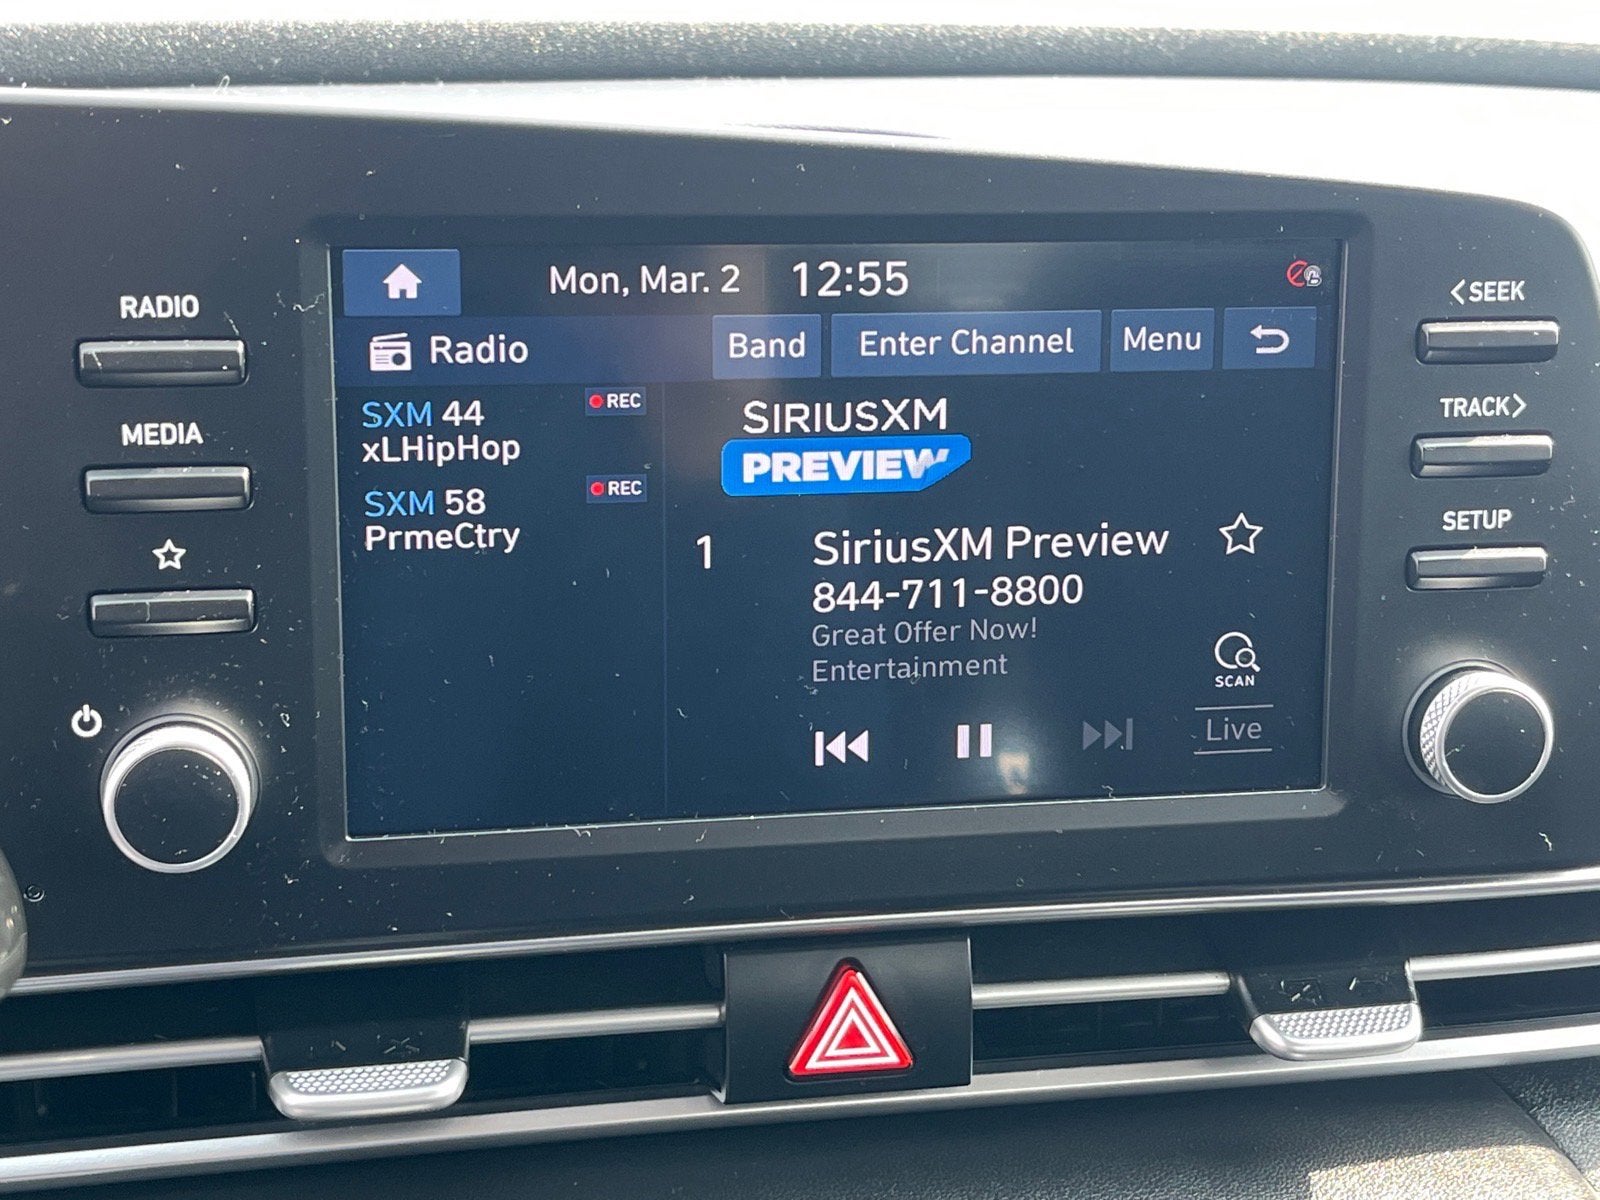 RADIO
MEDIA
Mon, Mar. 2 12:55
Radio
Band
Enter Channel
Menu
SXM 44
REC
xLHipHop
SXM 58
REC
PrmeCtry
SIRIUSXM
PREVIEW
1
SiriusXM Preview
844-711-8800
Great Offer Now!
Entertainment
SCAN
Live
<SEEK
TRACK>
SETUP